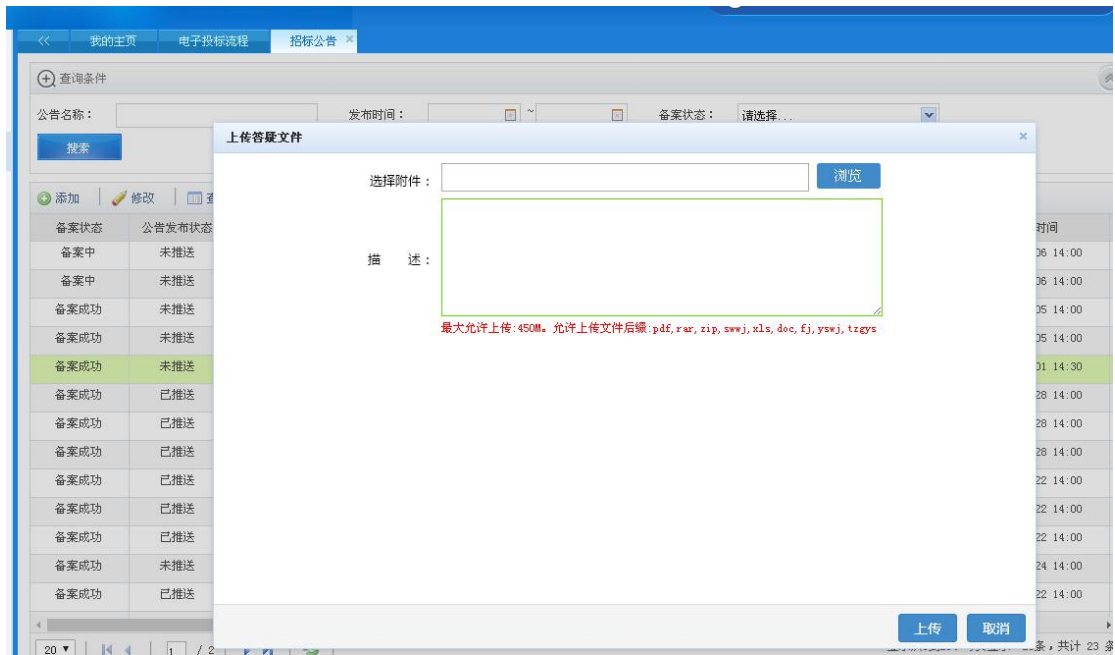 << 我的主页 电子投标流程 招标公告 ×
查询条件
公告名称： 发布时间： ~ 备案状态： 请选择...
搜索
上传答疑文件 ×
选择附件： 浏览
描 述：
最大允许上传:450M。允许上传文件后缀:pdf,rar,zip,swwj,xls,doc,fj,yswj,tzgys
添加 修改
备案状态 公告发布状态 时间
备案中 未推送 06 14:00
备案中 未推送 06 14:00
备案成功 未推送 05 14:00
备案成功 未推送 05 14:00
备案成功 未推送 01 14:30
备案成功 已推送 28 14:00
备案成功 已推送 28 14:00
备案成功 已推送 28 14:00
备案成功 已推送 22 14:00
备案成功 已推送 22 14:00
备案成功 已推送 22 14:00
备案成功 未推送 24 14:00
备案成功 已推送 22 14:00
上传 取消
20 1 / 2 条，共计 23 条